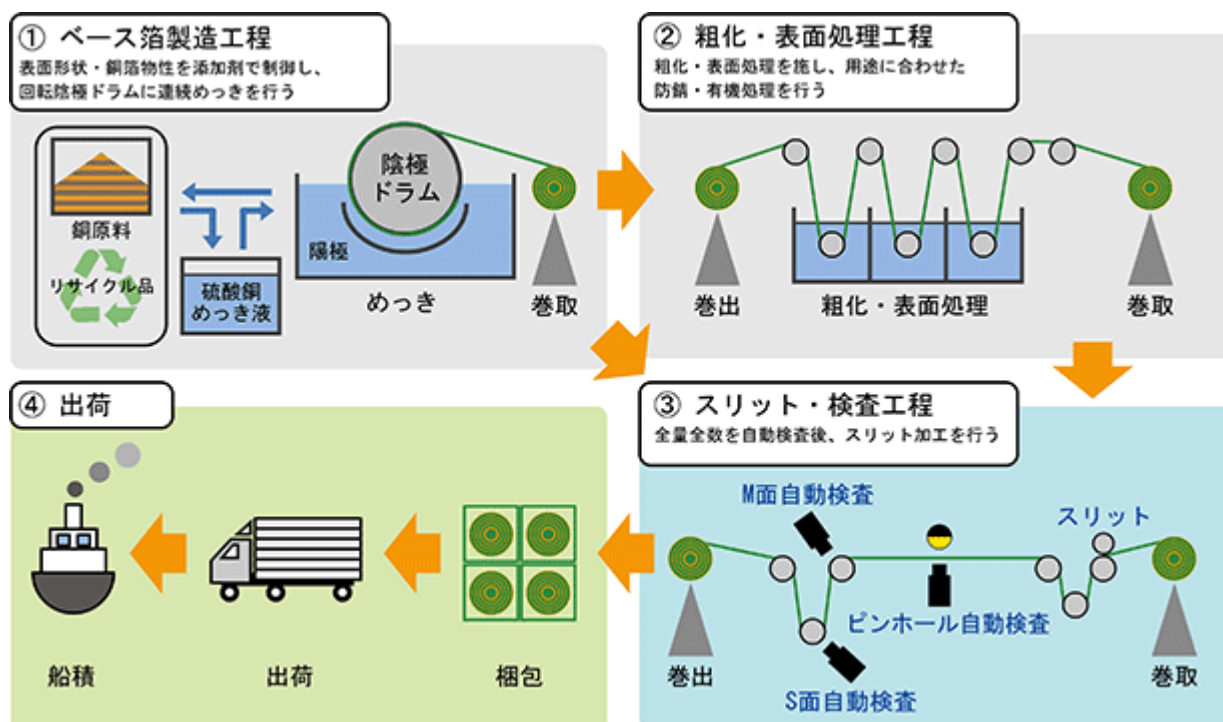 ① ベース箔製造工程
表面形状・銅箔物性を添加剤で制御し、
回転陰極ドラムに連続めっきを行う
銅原料
リサイクル品
硫酸銅
めっき液
陰極
ドラム
陽極
めっき
巻取
② 粗化・表面処理工程
粗化・表面処理を施し、用途に合わせた
防錆・有機処理を行う
巻出
粗化・表面処理
巻取
③ スリット・検査工程
全量全数を自動検査後、スリット加工を行う
M面自動検査
スリット
ピンホール自動検査
S面自動検査
巻出
巻取
④ 出荷
船積
出荷
梱包